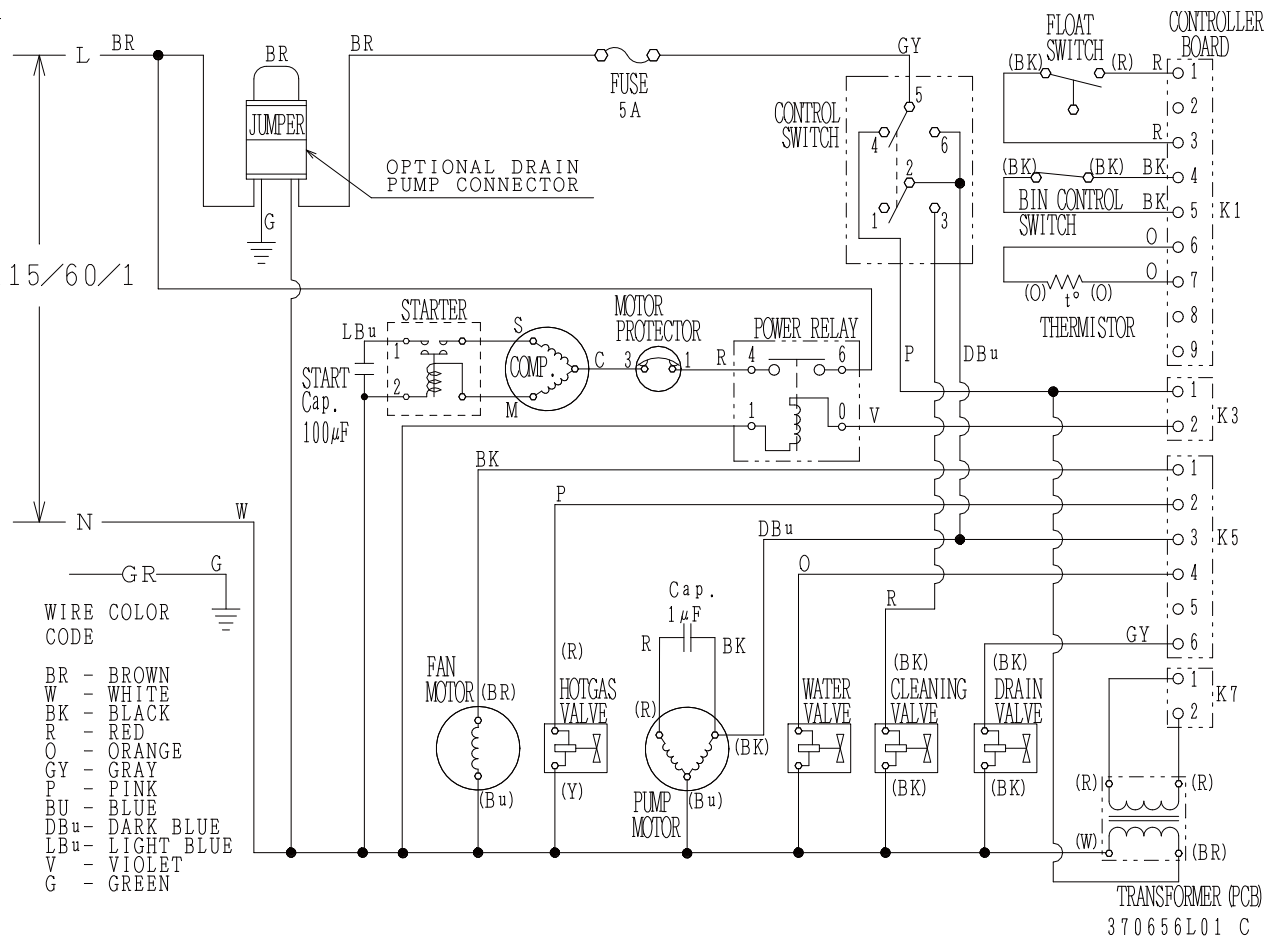 L
BR
BR
JUMPER
BR
FUSE
5A
GY
OPTIONAL DRAIN
PUMP CONNECTOR
G
15/60/1
CONTROL
SWITCH
5
4
6
2
1
3
P
DBu
FLOAT
SWITCH
CONTROLLER
BOARD
(BK)
(R)
R
1
2
R
3
(BK)
(BK)
BK
4
BIN CONTROL
SWITCH
BK
5
K1
O
6
O
7
(O)
t°
(O)
THERMISTOR
8
9
1
K3
2
LBu
STARTER
1
2
START
Cap.
100μF
S
COMP.
M
C
MOTOR
PROTECTOR
3
1
R
POWER RELAY
4
6
1
0
V
BK
1
P
2
DBu
3
K5
O
4
5
R
GY
6
1
K7
2
N
W
GR
G
WIRE COLOR
CODE
BR - BROWN
W - WHITE
BK - BLACK
R - RED
O - ORANGE
GY - GRAY
P - PINK
BU - BLUE
DBu- DARK BLUE
LBu- LIGHT BLUE
V - VIOLET
G - GREEN
FAN
MOTOR
(BR)
(Bu)
(R)
HOTGAS
VALVE
(Y)
Cap.
1μF
R
BK
(R)
(BK)
PUMP
MOTOR
(Bu)
WATER
VALVE
(BK)
CLEANING
VALVE
(BK)
(BK)
DRAIN
VALVE
(BK)
(R)
(R)
(W)
(BR)
TRANSFORMER (PCB)
370656L01 C